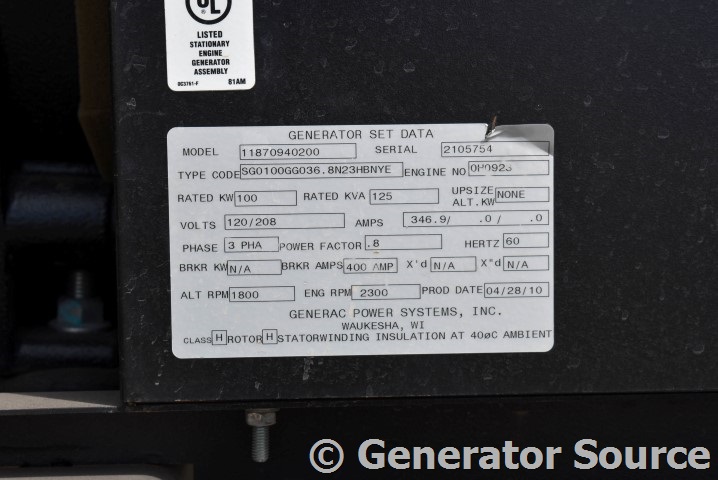 UL
LISTED
STATIONARY
ENGINE
GENERATOR
ASSEMBLY
0C3761-F 81AM
GENERATOR SET DATA
MODEL 11870940200 SERIAL 2105754
TYPE CODE SG0100GG036.8N23HBNYE ENGINE NO
RATED KW 100 RATED KVA 125 UPSIZE ALT.KW NONE
VOLTS 120/208 AMPS 346.9/ .0 / .0
PHASE 3 PHA POWER FACTOR .8 HERTZ 60
BRKR KW N/A BRKR AMPS 400 AMP X'd N/A X"d N/A
ALT RPM 1800 ENG RPM 2300 PROD DATE 04/28/10
GENERAC POWER SYSTEMS, INC.
WAUKESHA, WI
CLASS H ROTOR H STATORWINDING INSULATION AT 40øC AMBIENT
© Generator Source